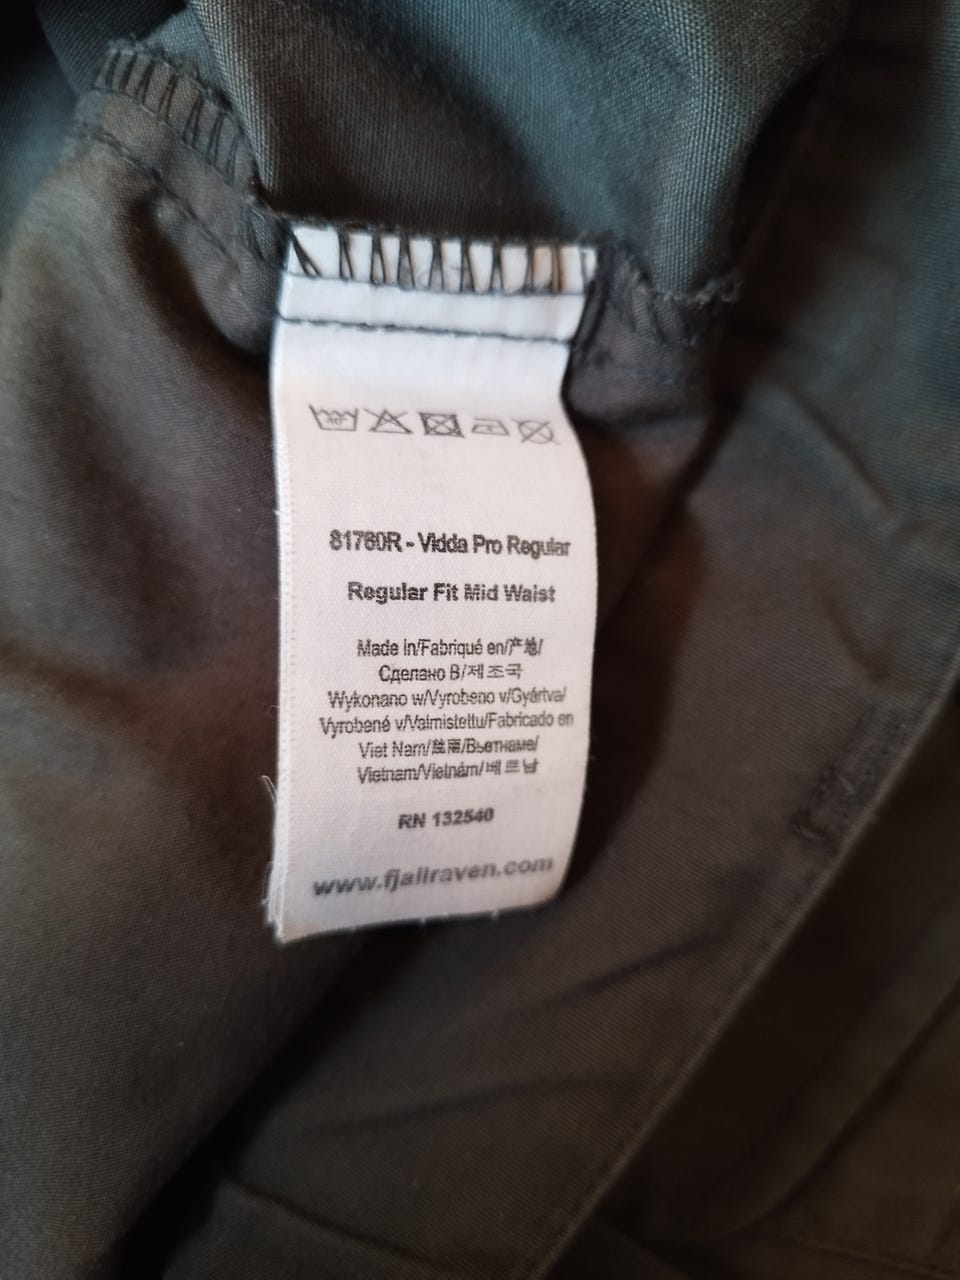 40°
81760R - Vidda Pro Regular
Regular Fit Mid Waist
Made in/Fabriqué en/产地/
Сделано В/제조국
Wykonano w/Vyrobeno v/Gyártva/
Vyrobené v/Valmistettu/Fabricado en
Viet Nam/越南/Вьетнаме/
Vietnam/Vietnám/베트남
RN 132540
www.fjallraven.com